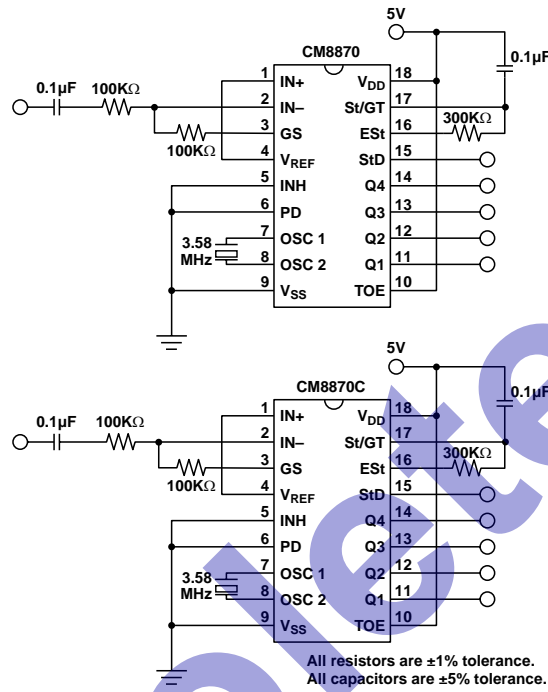 5V
CM8870
0.1µF
0.1µF 100KΩ
1 IN+ VDD 18
2 IN– St/GT 17
300KΩ
3 GS ESt 16
100KΩ
4 VREF StD 15
5 INH Q4 14
6 PD Q3 13
3.58 MHz
7 OSC 1 Q2 12
8 OSC 2 Q1 11
9 VSS TOE 10
5V
CM8870C
0.1µF
0.1µF 100KΩ
1 IN+ VDD 18
2 IN– St/GT 17
300KΩ
3 GS ESt 16
100KΩ
4 VREF StD 15
5 INH Q4 14
6 PD Q3 13
3.58 MHz
7 OSC 1 Q2 12
8 OSC 2 Q1 11
9 VSS TOE 10
All resistors are ±1% tolerance.
All capacitors are ±5% tolerance.
olete